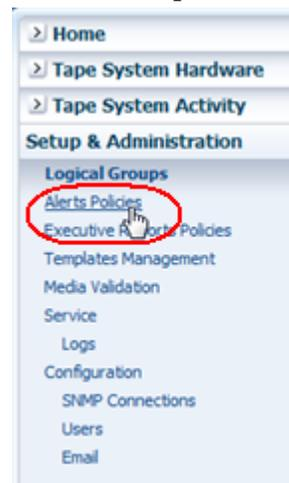 Home
Tape System Hardware
Tape System Activity
Setup & Administration
Logical Groups
Alerts Policies
Executive Reports Policies
Templates Management
Media Validation
Service
Logs
Configuration
SNMP Connections
Users
Email